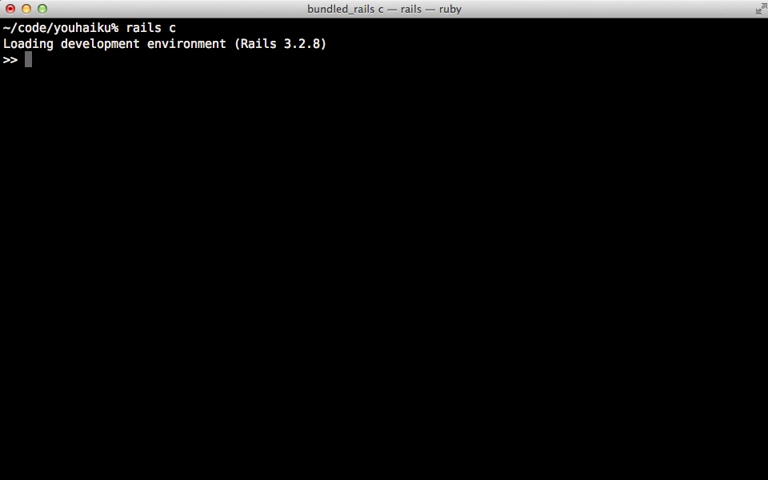 bundled_rails c — rails — ruby
~/code/youhaiku% rails c
Loading development environment (Rails 3.2.8)
>>